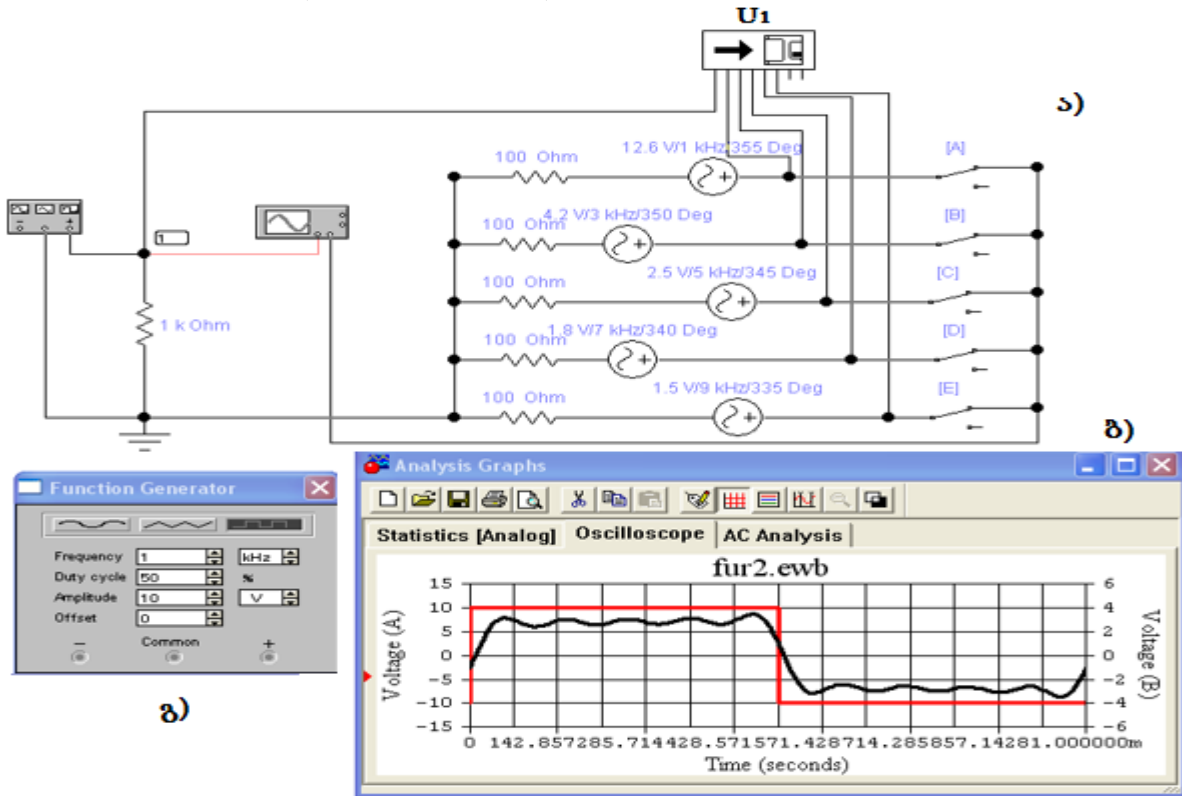 U1
ა)
12.6 V/1 kHz/355 Deg
[A]
100 Ohm
4.2 V/3 kHz/350 Deg
[B]
100 Ohm
1
2.5 V/5 kHz/345 Deg
[C]
100 Ohm
1 k Ohm
1.8 V/7 kHz/340 Deg
[D]
100 Ohm
1.5 V/9 kHz/335 Deg
[E]
100 Ohm
ბ)
Function Generator
Frequency 1 kHz
Duty cycle 50 %
Amplitude 10 V
Offset 0
− Common +
გ)
Analysis Graphs
Statistics [Analog] Oscilloscope AC Analysis
fur2.ewb
Voltage (A)
15
10
5
0
-5
-10
-15
6
4
2
0
-2
-4
-6
Voltage (B)
0 142.857285.714428.571571.428714.285857.14281.000000m
Time (seconds)